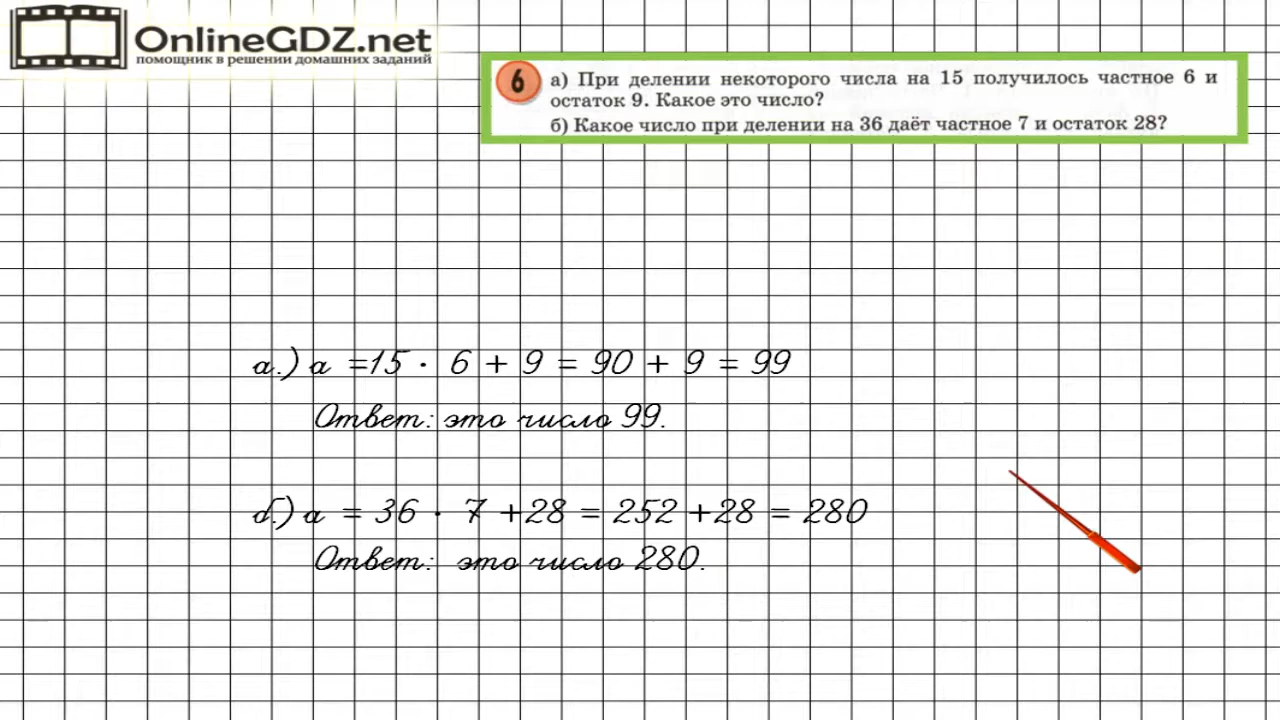 OnlineGDZ.net
помощник в решении домашних заданий
6 а) При делении некоторого числа на 15 получилось частное 6 и
остаток 9. Какое это число?
б) Какое число при делении на 36 даёт частное 7 и остаток 28?
а.) а =15 · 6 + 9 = 90 + 9 = 99
Ответ: это число 99.
б.) а = 36 · 7 +28 = 252 +28 = 280
Ответ: это число 280.